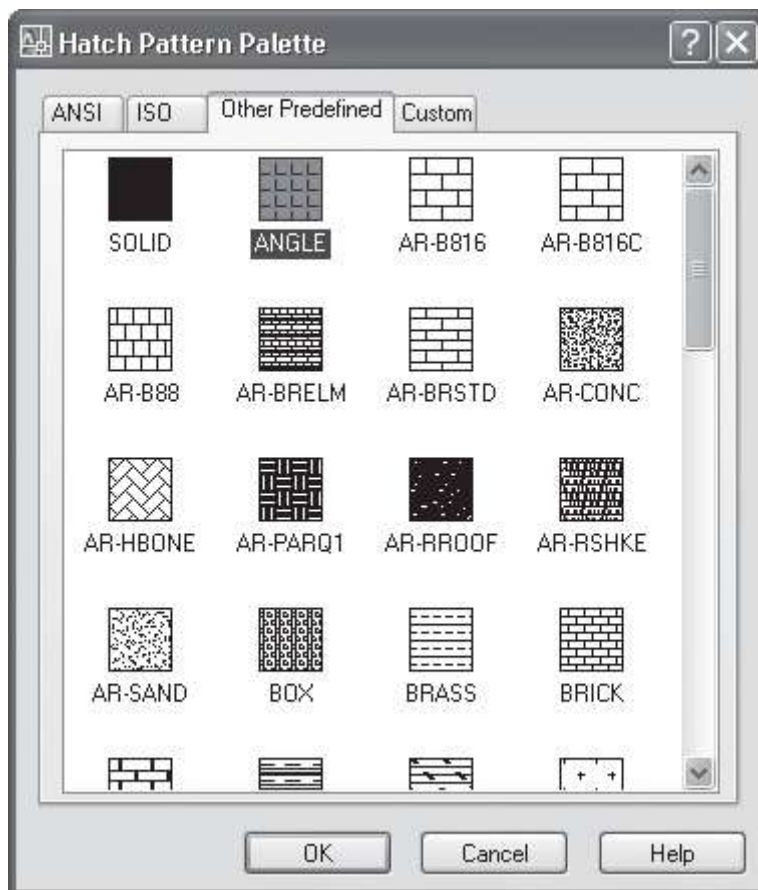 Hatch Pattern Palette
ANSI ISO Other Predefined Custom
SOLID ANGLE AR-B816 AR-B816C
AR-B88 AR-BRELM AR-BRSTD AR-CONC
AR-HBONE AR-PARQ1 AR-RROOF AR-RSHKE
AR-SAND BOX BRASS BRICK
OK Cancel Help